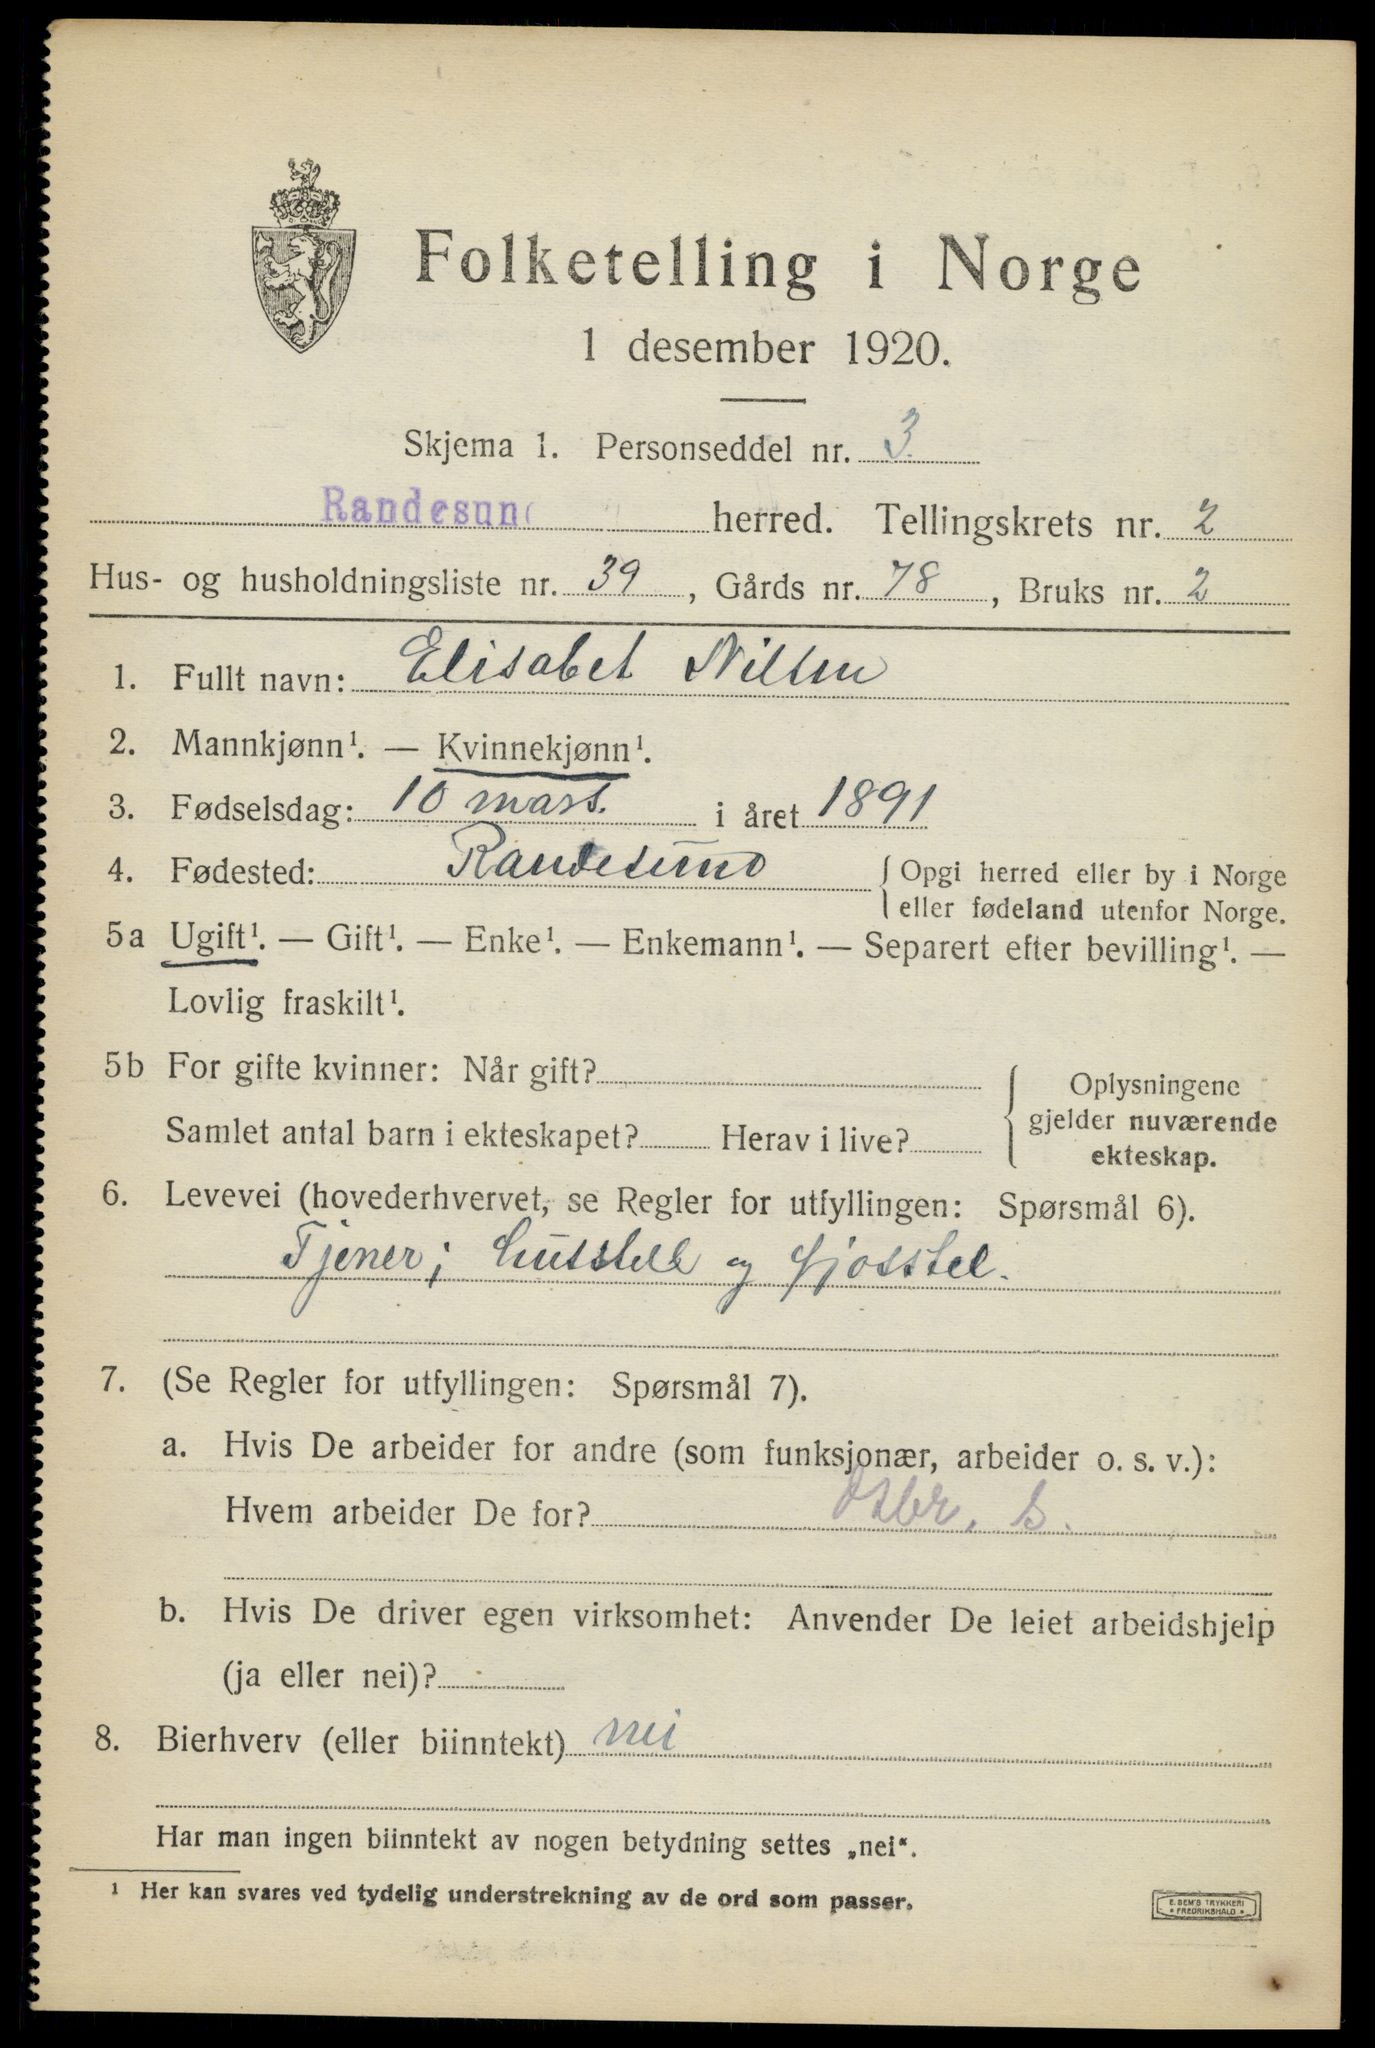 Folketelling i Norge
1 desember 1920.
Skjema 1. Personseddel nr. 3
Randesun herred. Tellingskrets nr. 2
Hus- og husholdningsliste nr. 39, Gårds nr. 78, Bruks nr. 2
1. Fullt navn: Elisabet Nilsen
2. Mannkjønn¹. — Kvinnekjønn¹.
3. Fødselsdag: 10 mars. i året 1891
4. Fødested: Randesund { Opgi herred eller by i Norge
eller fødeland utenfor Norge.
5a Ugift¹. — Gift¹. — Enke¹. — Enkemann¹. — Separert efter bevilling¹. —
Lovlig fraskilt¹.
5b For gifte kvinner: Når gift?
Samlet antal barn i ekteskapet? Herav i live?
Oplysningene
gjelder nuværende
ekteskap.
6. Levevei (hovederhvervet, se Regler for utfyllingen: Spørsmål 6).
Tjener; husstell og fjosstel.
7. (Se Regler for utfyllingen: Spørsmål 7).
a. Hvis De arbeider for andre (som funksjonær, arbeider o. s. v.):
Hvem arbeider De for?
b. Hvis De driver egen virksomhet: Anvender De leiet arbeidshjelp
(ja eller nei)?
8. Bierhverv (eller biinntekt) nei
Har man ingen biinntekt av nogen betydning settes „nei“.
¹ Her kan svares ved tydelig understrekning av de ord som passer.
E. SEM'S TRYKKERI
* FREDRIKSHALD *